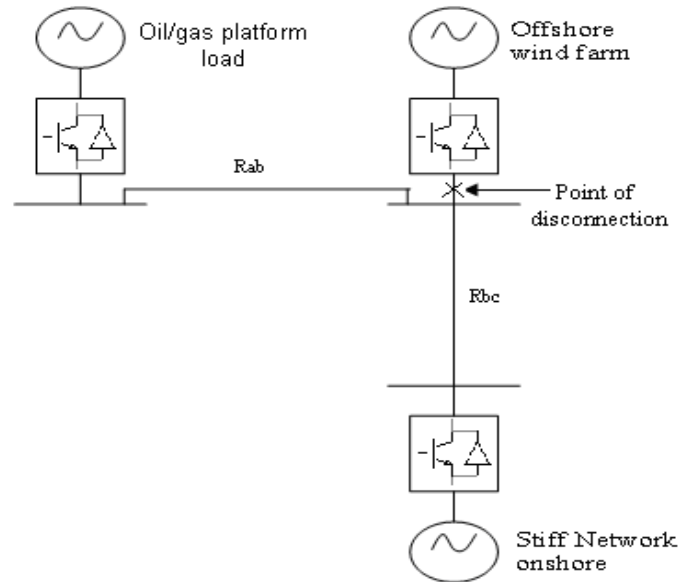 Oil/gas platform
load
Offshore
wind farm
Rab
Point of
disconnection
Rbc
Stiff Network
onshore